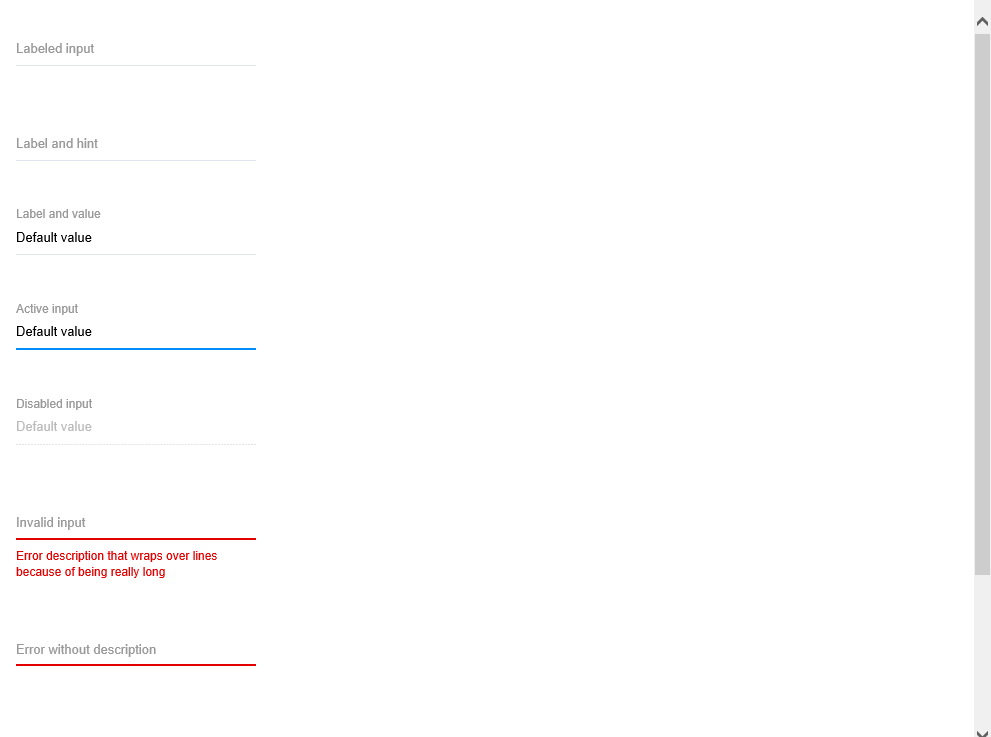 Labeled input
Label and hint
Label and value
Default value
Active input
Default value
Disabled input
Default value
Invalid input
Error description that wraps over lines
because of being really long
Error without description